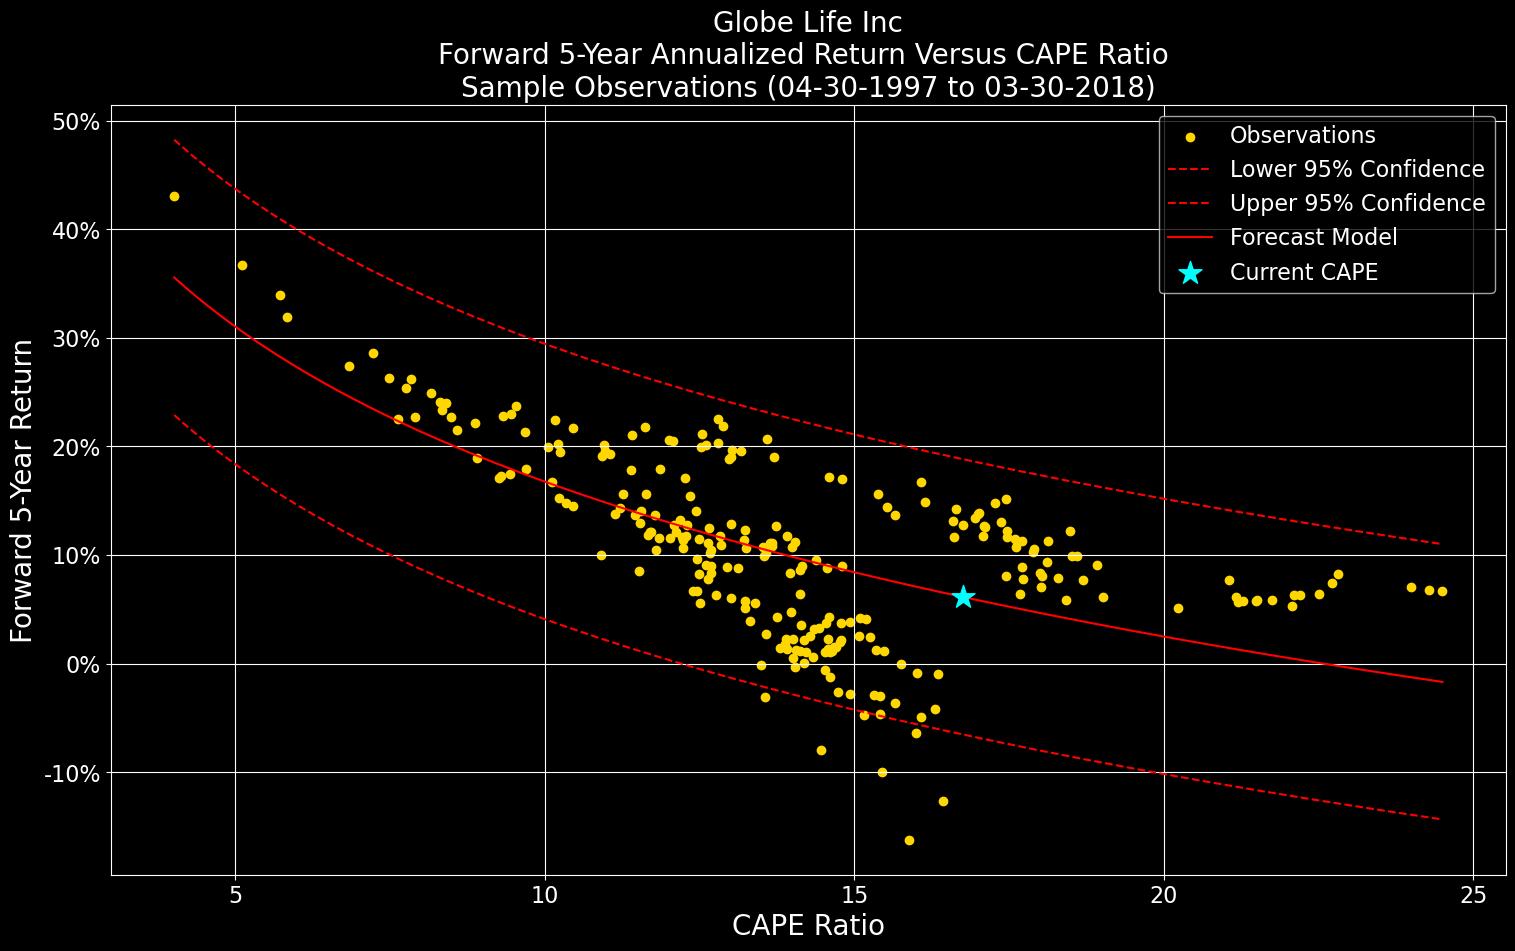 Globe Life Inc
Forward 5-Year Annualized Return Versus CAPE Ratio
Sample Observations (04-30-1997 to 03-30-2018)
Observations
Lower 95% Confidence
Upper 95% Confidence
Forecast Model
Current CAPE
Forward 5-Year Return
50%
40%
30%
20%
10%
0%
-10%
5 10 15 20 25
CAPE Ratio